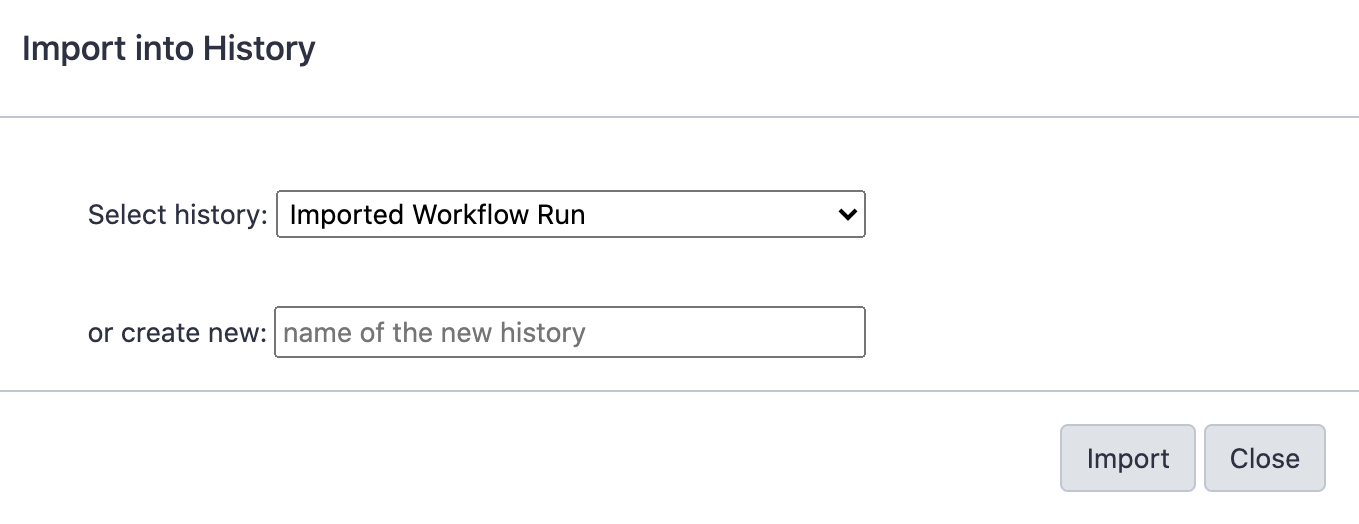 Import into History
Select history: Imported Workflow Run
or create new: name of the new history
Import Close